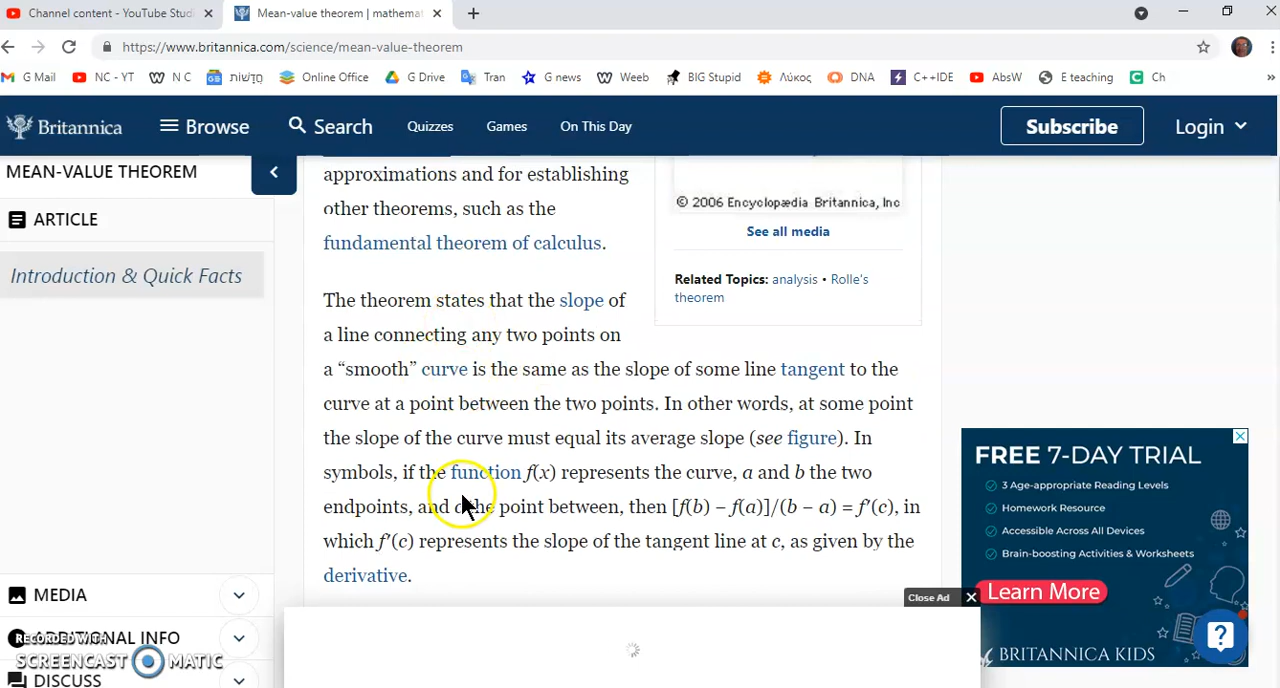 Channel content - YouTube Stud
Mean-value theorem | mathemat
https://www.britannica.com/science/mean-value-theorem
G Mail
NC - YT
N C
חֲדָשׁוֹת
Online Office
G Drive
Tran
G news
Weeb
BIG Stupid
Λύκος
DNA
C++IDE
AbsW
E teaching
Ch
Britannica
Browse
Search
Quizzes
Games
On This Day
Subscribe
Login
MEAN-VALUE THEOREM
ARTICLE
Introduction & Quick Facts
MEDIA
INFO
DISCUSS
RECORDED WITH
SCREENCAST MATIC
approximations and for establishing
other theorems, such as the
fundamental theorem of calculus.
The theorem states that the slope of
a line connecting any two points on
a “smooth” curve is the same as the slope of some line tangent to the
curve at a point between the two points. In other words, at some point
the slope of the curve must equal its average slope (see figure). In
symbols, if the function f(x) represents the curve, a and b the two
endpoints, and c the point between, then [f(b) − f(a)]/(b − a) = f′(c), in
which f′(c) represents the slope of the tangent line at c, as given by the
derivative.
© 2006 Encyclopædia Britannica, Inc
See all media
Related Topics: analysis • Rolle's
theorem
Close Ad
FREE 7-DAY TRIAL
3 Age-appropriate Reading Levels
Homework Resource
Accessible Across All Devices
Brain-boosting Activities & Worksheets
Learn More
BRITANNICA KIDS